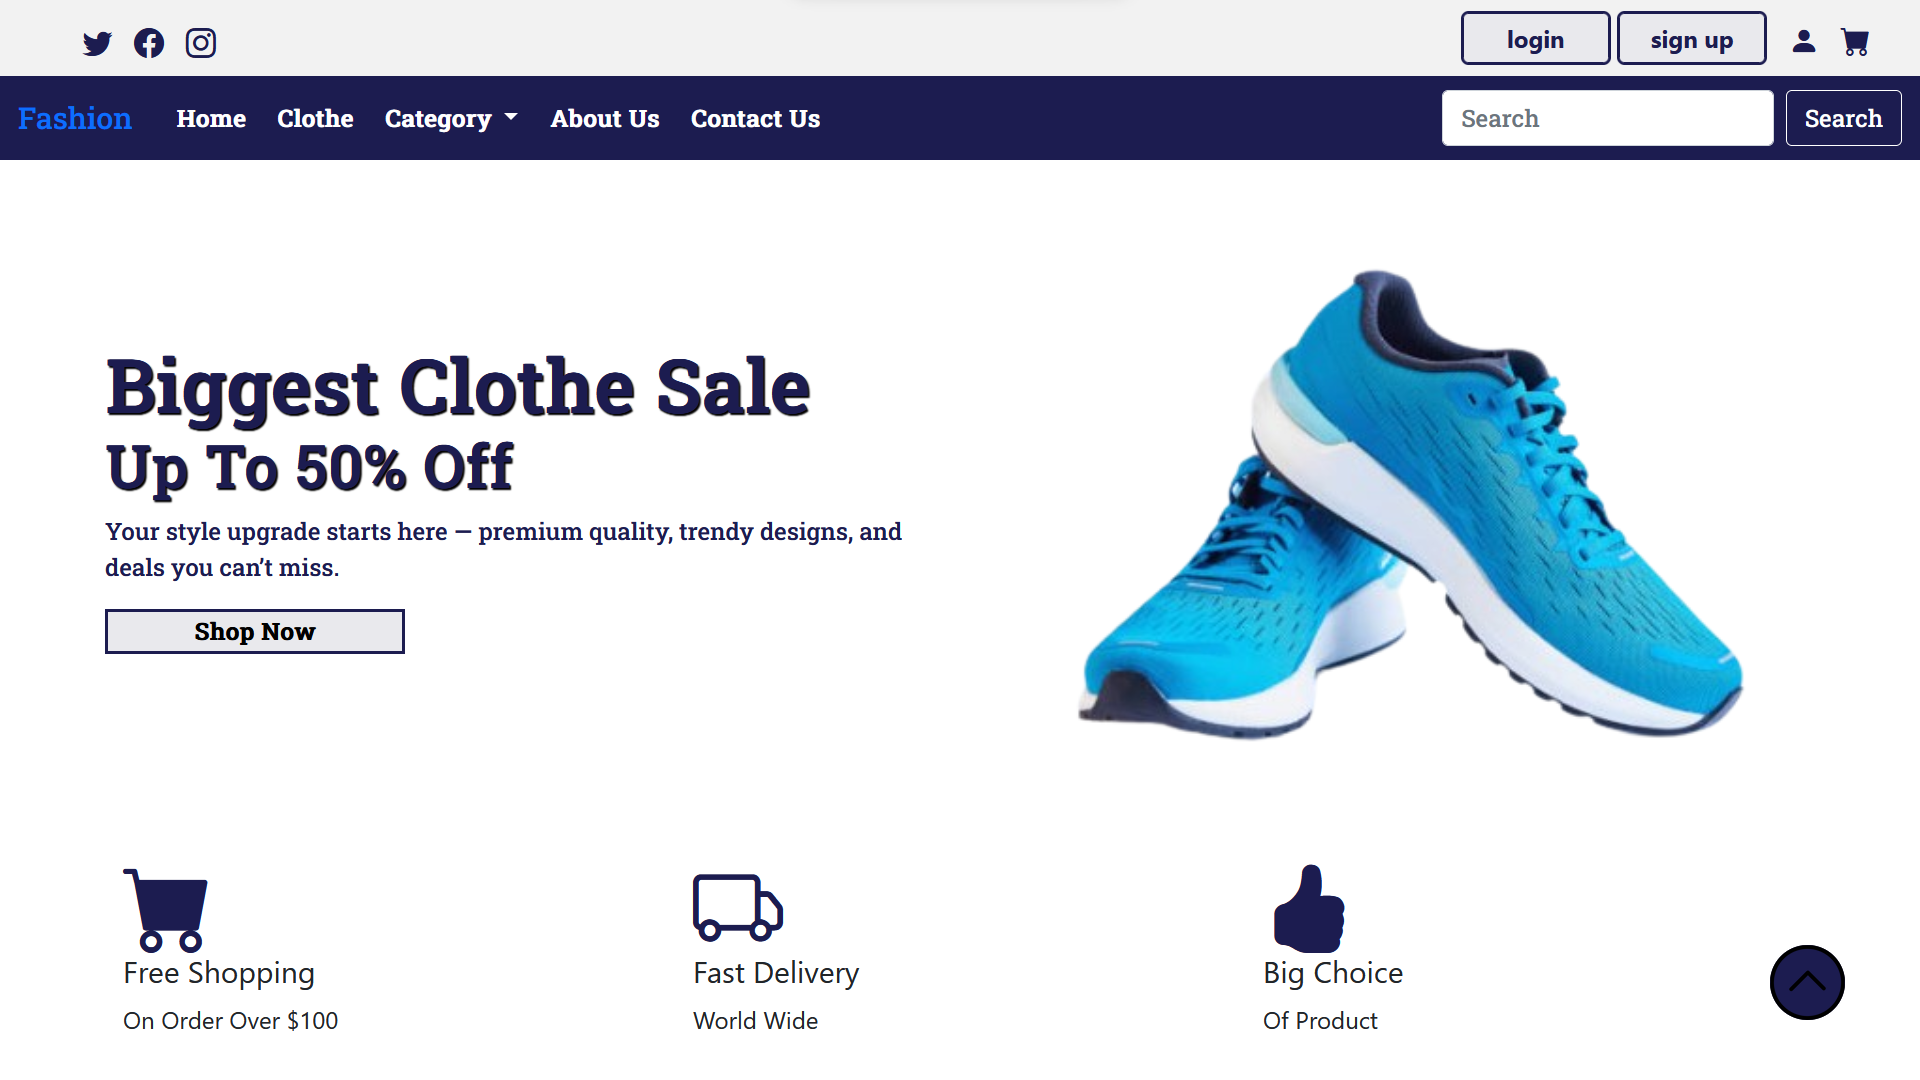 login
sign up
Fashion
Home
Clothe
Category
About Us
Contact Us
Search
Search
Biggest Clothe Sale
Up To 50% Off
Your style upgrade starts here — premium quality, trendy designs, and
deals you can’t miss.
Shop Now
Free Shopping
On Order Over $100
Fast Delivery
World Wide
Big Choice
Of Product